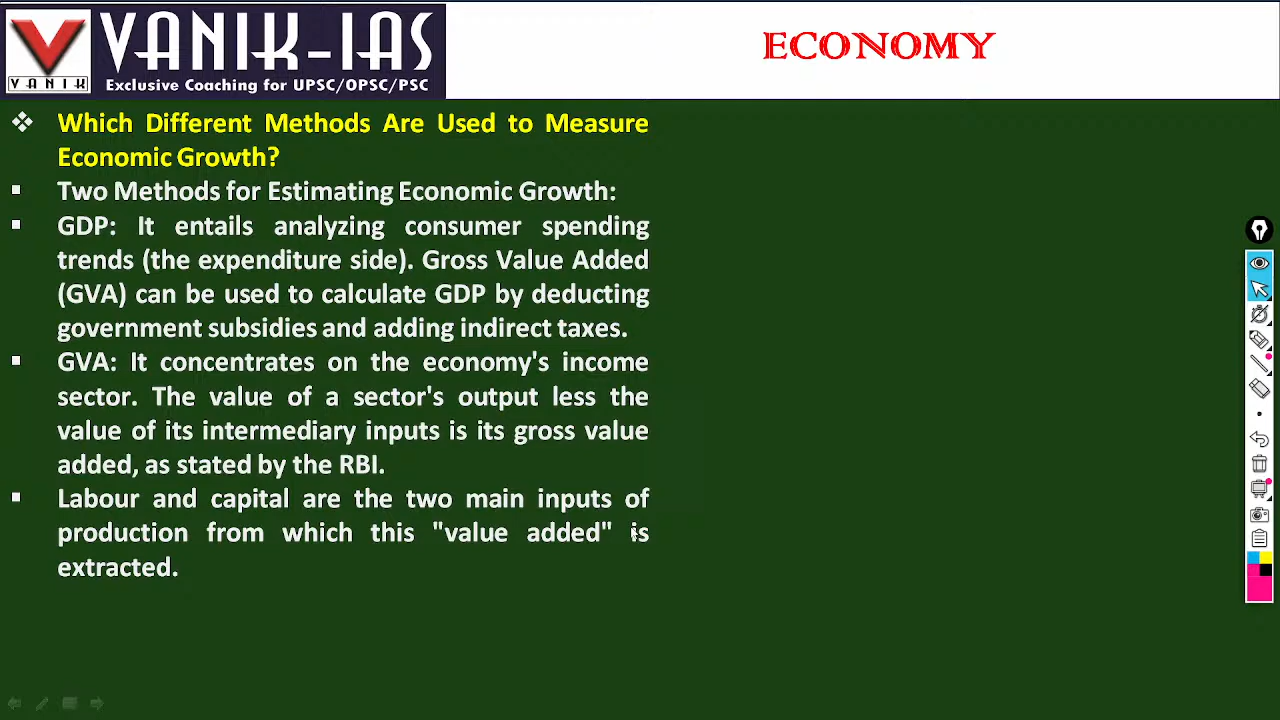 VANIK-IAS
VANIK
Exclusive Coaching for UPSC/OPSC/PSC
ECONOMY
Which Different Methods Are Used to Measure
Economic Growth?
Two Methods for Estimating Economic Growth:
GDP: It entails analyzing consumer spending
trends (the expenditure side). Gross Value Added
(GVA) can be used to calculate GDP by deducting
government subsidies and adding indirect taxes.
GVA: It concentrates on the economy's income
sector. The value of a sector's output less the
value of its intermediary inputs is its gross value
added, as stated by the RBI.
Labour and capital are the two main inputs of
production from which this "value added" is
extracted.